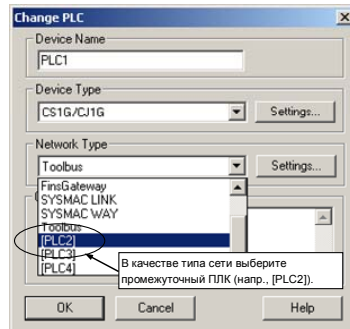 Change PLC
Device Name
PLC1
Device Type
CS1G/CJ1G
Settings...
Network Type
Toolbus
Settings...
FinsGateway
SYSMAC LINK
SYSMAC WAY
Toolbus
[PLC2]
[PLC3]
[PLC4]
В качестве типа сети выберите
промежуточный ПЛК (напр., [PLC2]).
OK
Cancel
Help